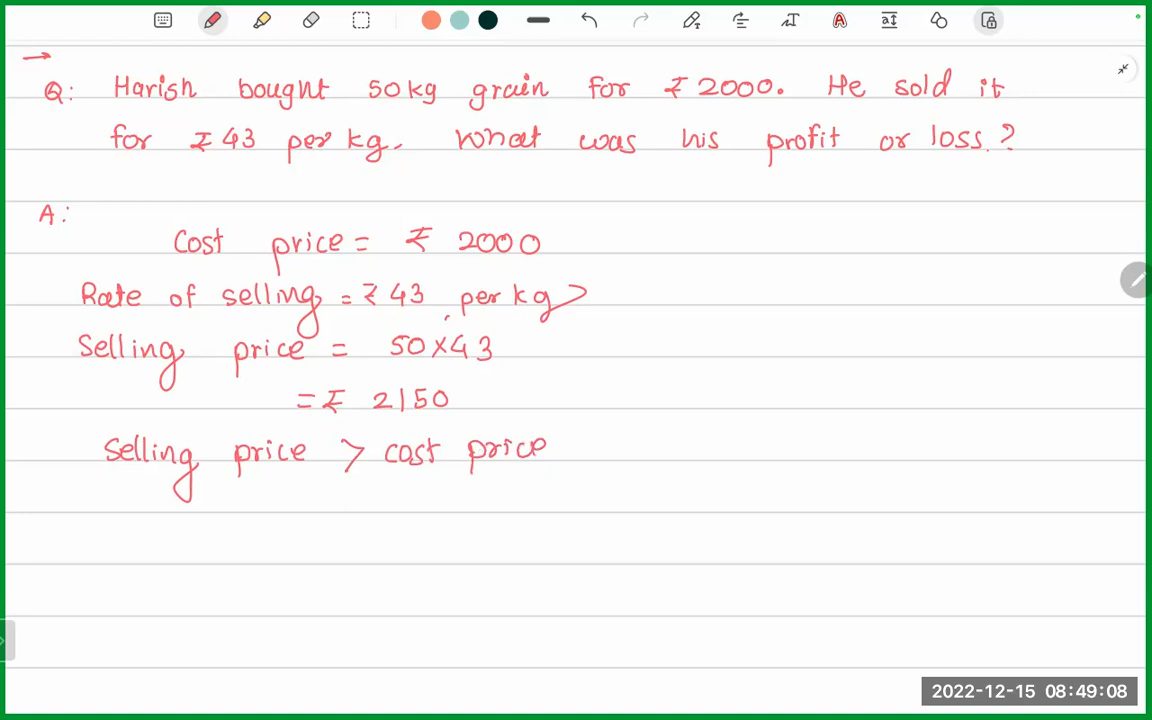 Q: Harish bought 50kg grain for ₹2000. He sold it
for ₹43 per kg. What was his profit or loss.?
A:
Cost price = ₹ 2000
Rate of selling = ₹43 per kg
Selling price = 50×43
= ₹ 2150
Selling price > cost price
2022-12-15 08:49:08